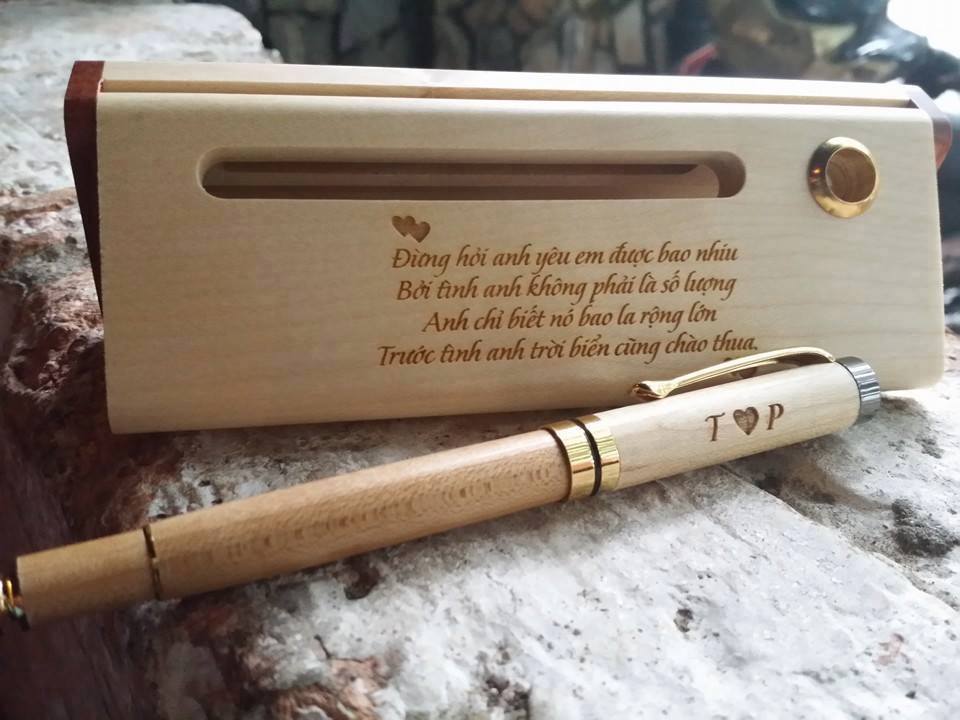 Đừng hỏi anh yêu em được bao nhiu
Bởi tình anh không phải là số lượng
Anh chỉ biết nó bao la rộng lớn
Trước tình anh trời biển cũng chào thua.
T P